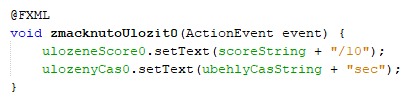 @FXML
void zmacknutoUlozit0(ActionEvent event) {
ulozeneScore0.setText(scoreString + "/10");
ulozenyCas0.setText(ubehlyCasString + "sec");
}